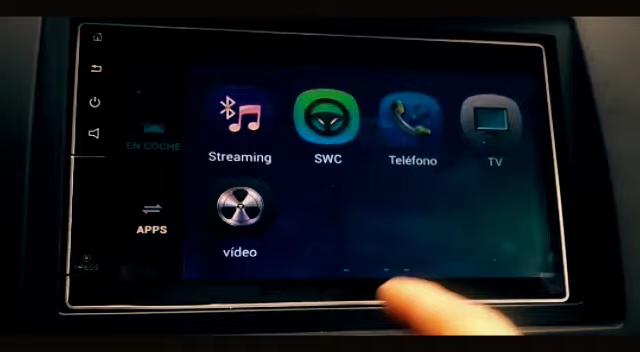 Streaming
SWC
Teléfono
TV
EN COCHE
APPS
vídeo